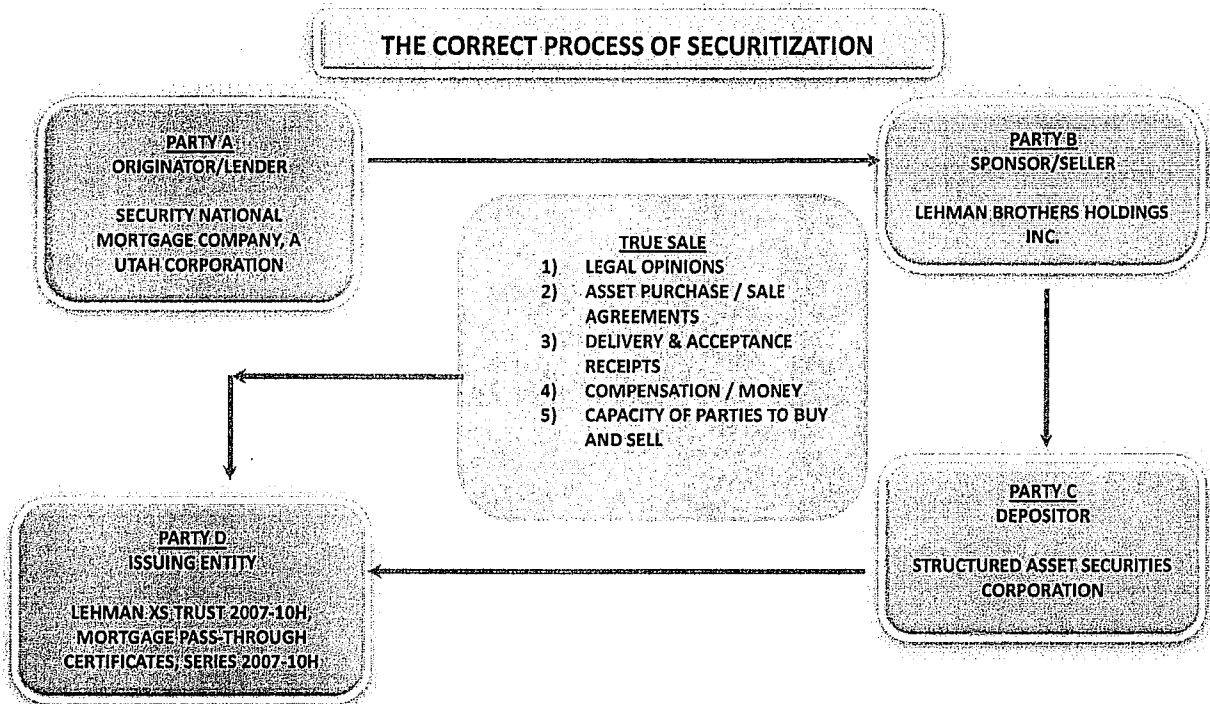 THE CORRECT PROCESS OF SECURITIZATION
PARTY A
ORIGINATOR/LENDER
SECURITY NATIONAL
MORTGAGE COMPANY, A
UTAH CORPORATION
PARTY B
SPONSOR/SELLER
LEHMAN BROTHERS HOLDINGS
INC.
TRUE SALE
1) LEGAL OPINIONS
2) ASSET PURCHASE / SALE
AGREEMENTS
3) DELIVERY & ACCEPTANCE
RECEIPTS
4) COMPENSATION / MONEY
5) CAPACITY OF PARTIES TO BUY
AND SELL
PARTY C
DEPOSITOR
STRUCTURED ASSET SECURITIES
CORPORATION
PARTY D
ISSUING ENTITY
LEHMAN XS TRUST 2007-10H,
MORTGAGE PASS-THROUGH
CERTIFICATES, SERIES 2007-10H